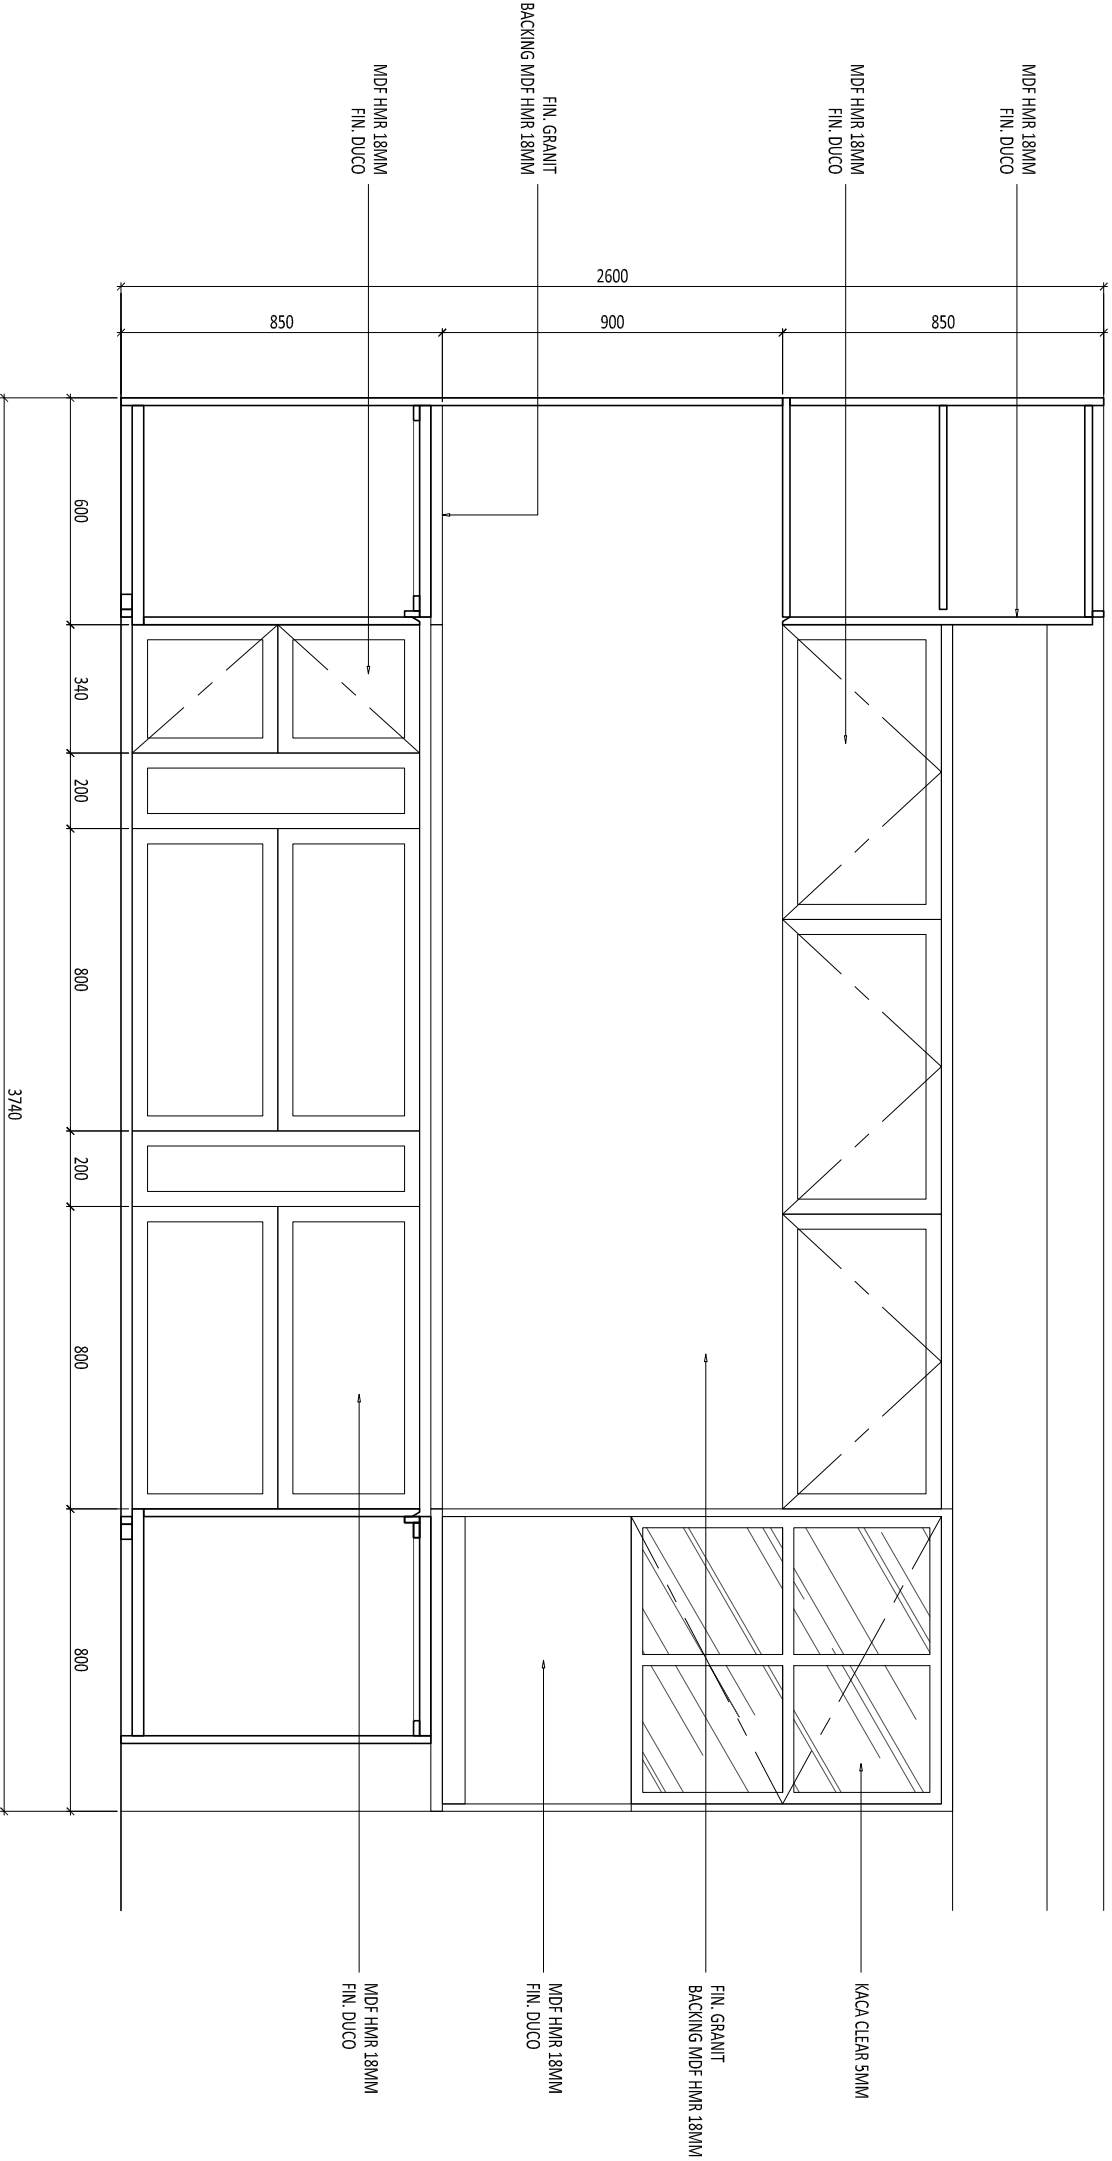 MDF HMR 18MM
FIN. DUCO
MDF HMR 18MM
FIN. DUCO
FIN. GRANIT
BACKING MDF HMR 18MM
MDF HMR 18MM
FIN. DUCO
2600
850
900
850
KACA CLEAR 5MM
FIN. GRANIT
BACKING MDF HMR 18MM
MDF HMR 18MM
FIN. DUCO
MDF HMR 18MM
FIN. DUCO
600
340
200
800
200
800
800
3740